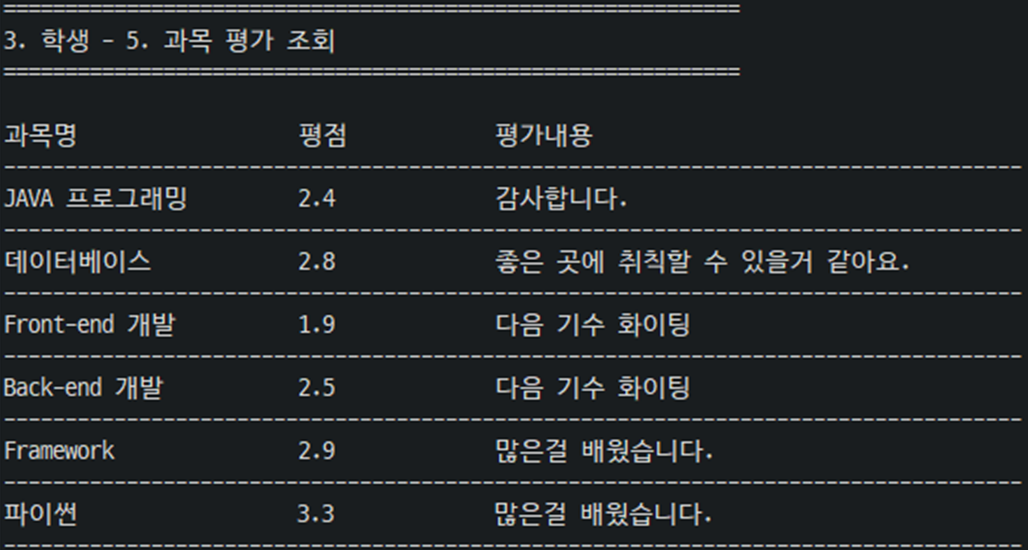 ============================================================
3. 학생 - 5. 과목 평가 조회
============================================================
과목명 평점 평가내용
-----------------------------------------------------------------------------------
JAVA 프로그래밍 2.4 감사합니다.
-----------------------------------------------------------------------------------
데이터베이스 2.8 좋은 곳에 취칙할 수 있을거 같아요.
-----------------------------------------------------------------------------------
Front-end 개발 1.9 다음 기수 화이팅
-----------------------------------------------------------------------------------
Back-end 개발 2.5 다음 기수 화이팅
-----------------------------------------------------------------------------------
Framework 2.9 많은걸 배웠습니다.
-----------------------------------------------------------------------------------
파이썬 3.3 많은걸 배웠습니다.
-----------------------------------------------------------------------------------